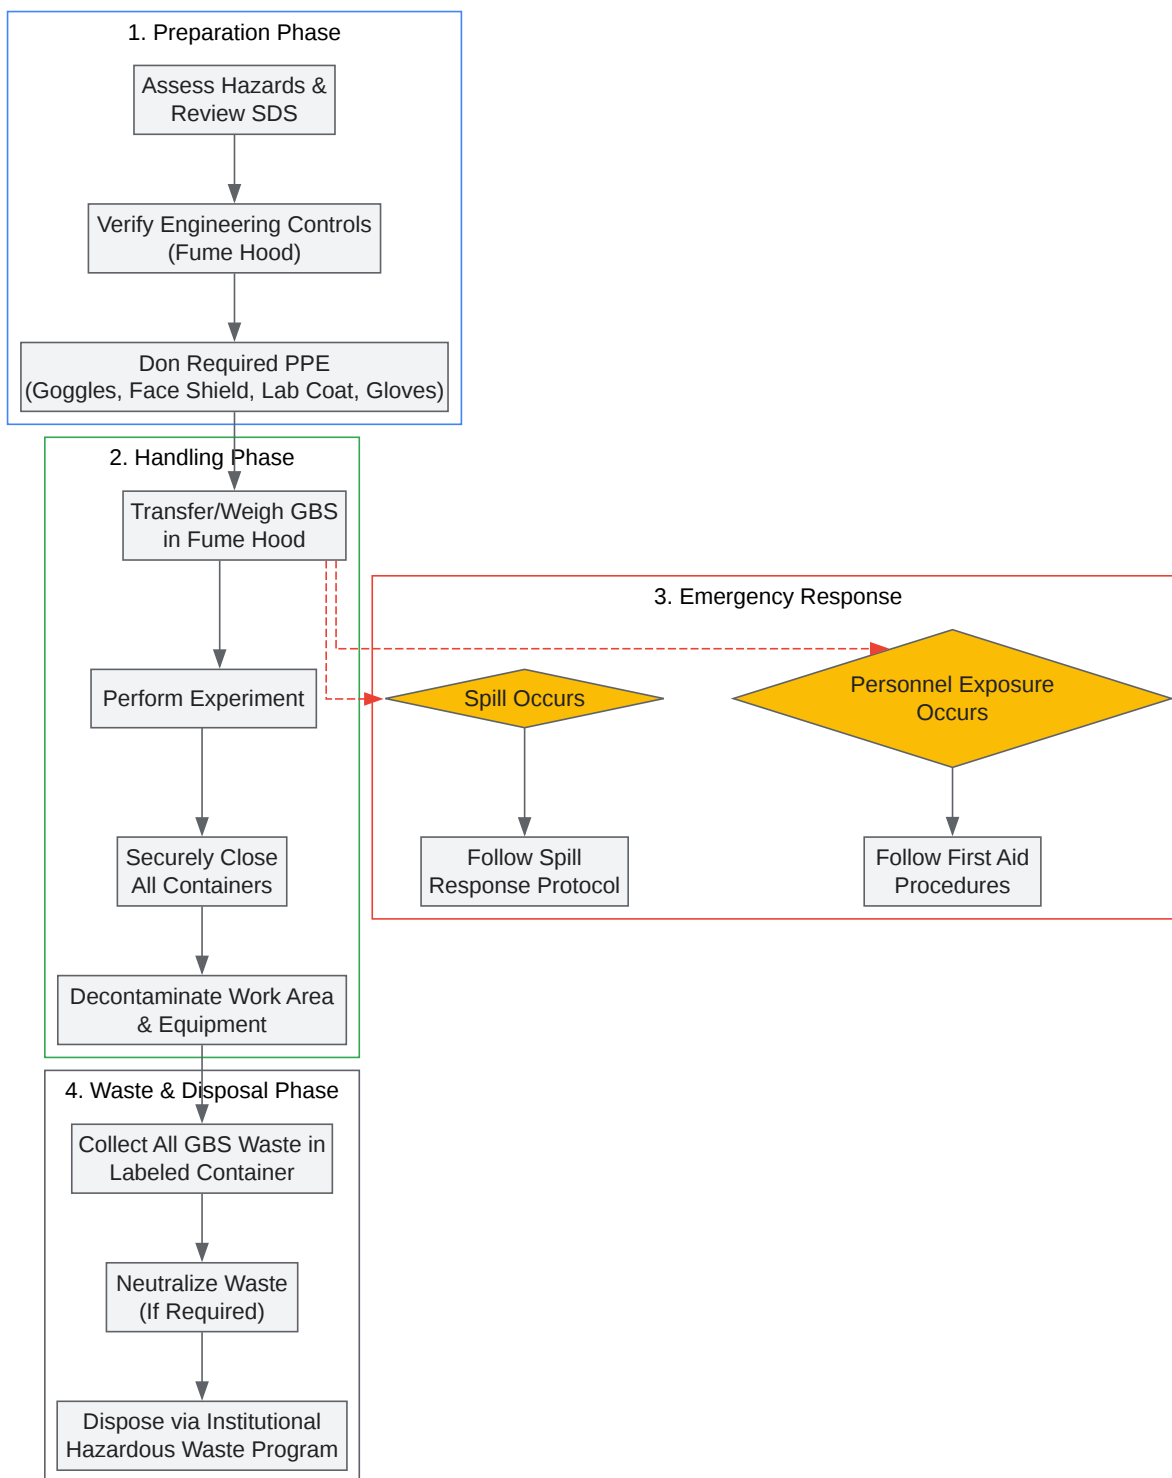 1. Preparation Phase
Assess Hazards &
Review SDS
Verify Engineering Controls
(Fume Hood)
Don Required PPE
(Goggles, Face Shield, Lab Coat, Gloves)
2. Handling Phase
Transfer/Weigh GBS
in Fume Hood
Perform Experiment
Securely Close
All Containers
Decontaminate Work Area
& Equipment
3. Emergency Response
Spill Occurs
Personnel Exposure
Occurs
Follow Spill
Response Protocol
Follow First Aid
Procedures
4. Waste & Disposal Phase
Collect All GBS Waste in
Labeled Container
Neutralize Waste
(If Required)
Dispose via Institutional
Hazardous Waste Program